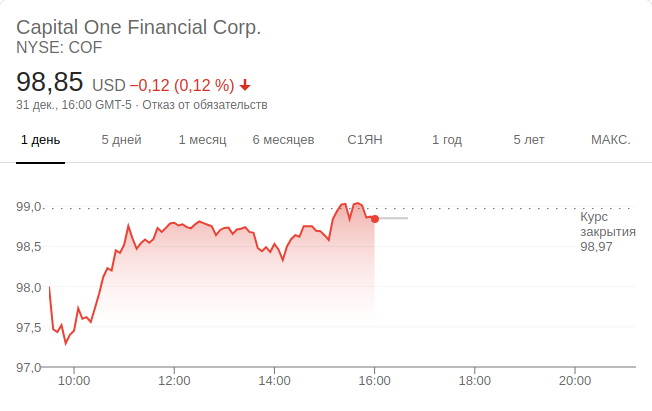 Capital One Financial Corp.
NYSE: COF
98,85 USD −0,12 (0,12 %)
31 дек., 16:00 GMT-5 · Отказ от обязательств
1 день 5 дней 1 месяц 6 месяцев С1ЯН 1 год 5 лет МАКС.
99,0
98,5
98,0
97,5
97,0
Курс
закрытия
98,97
10:00 12:00 14:00 16:00 18:00 20:00